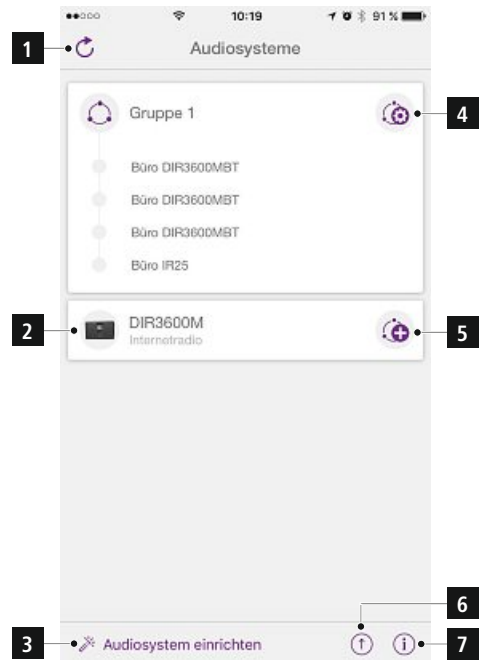 10:19
91 %
1
Audiosysteme
Gruppe 1
4
Büro DIR3600MBT
Büro DIR3600MBT
Büro DIR3600MBT
Büro IR25
2
DIR3600M
Internetradio
5
6
3
Audiosystem einrichten
7